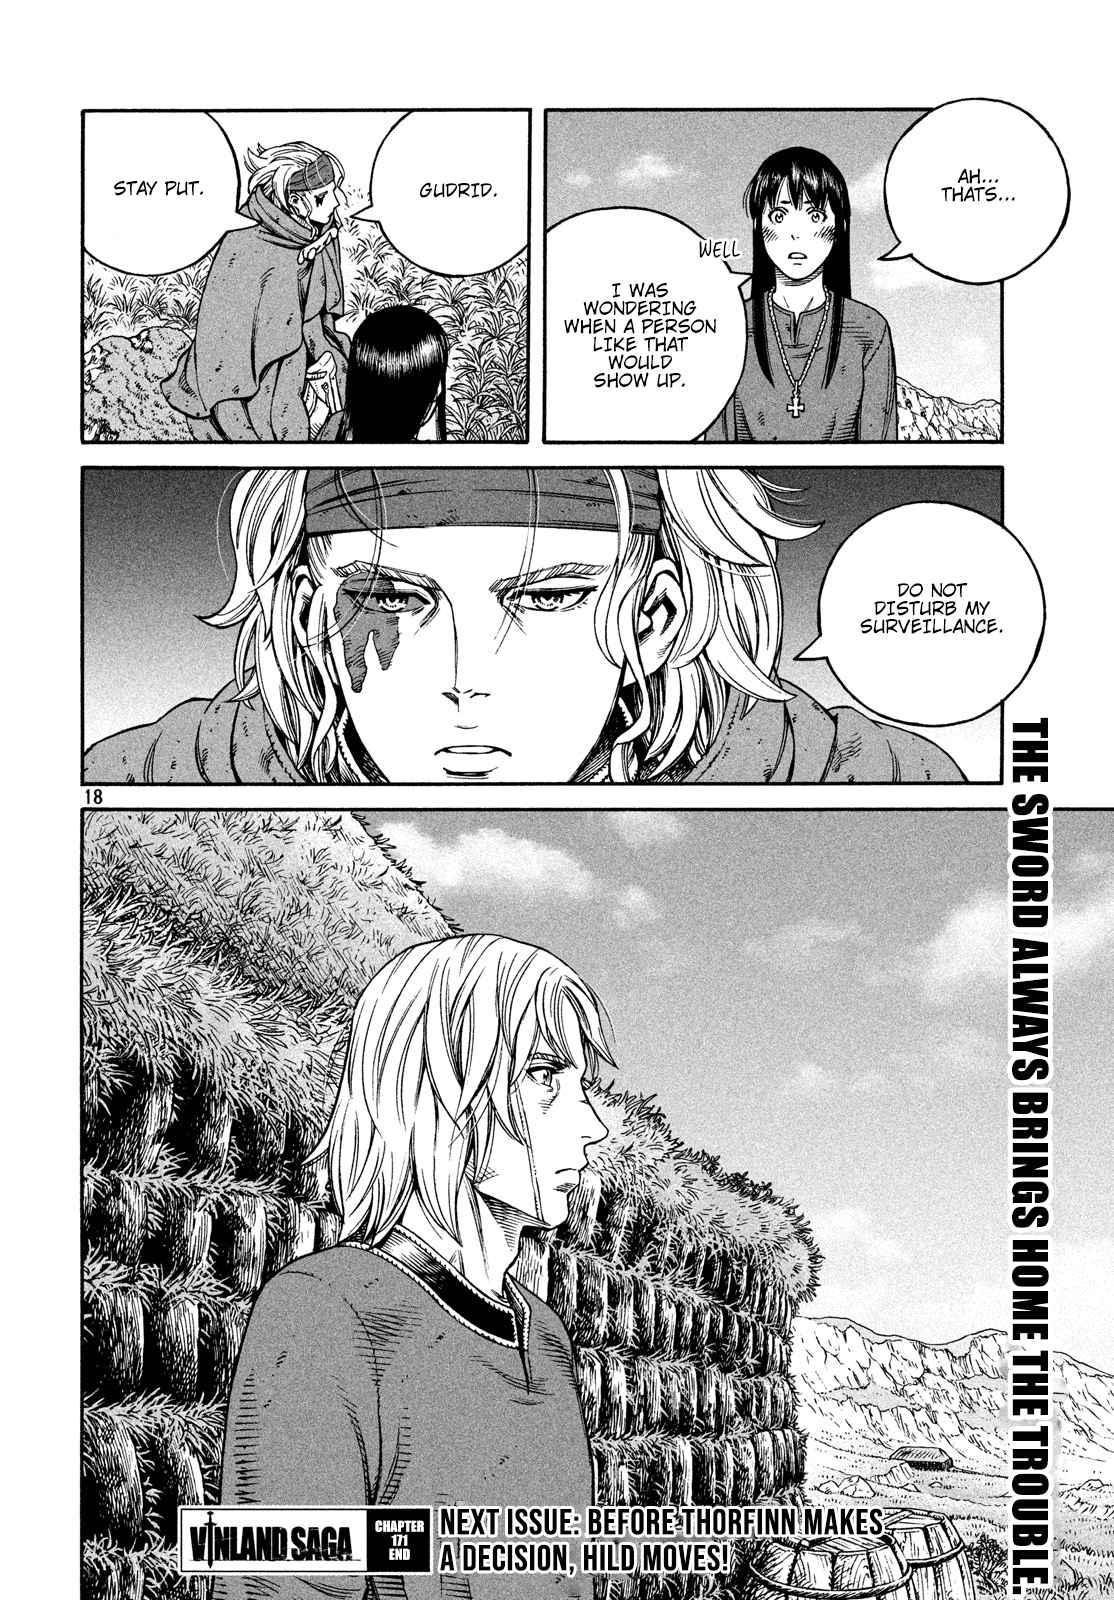 AH...
THATS...
WELL
I WAS
WONDERING
WHEN A PERSON
LIKE THAT
WOULD
SHOW UP.
GUDRID.
STAY PUT.
DO NOT
DISTURB MY
SURVEILLANCE.
18
THE SWORD ALWAYS BRINGS HOME THE TROUBLE.
VINLAND SAGA
CHAPTER
171
END
NEXT ISSUE: BEFORE THORFINN MAKES
A DECISION, HILD MOVES!